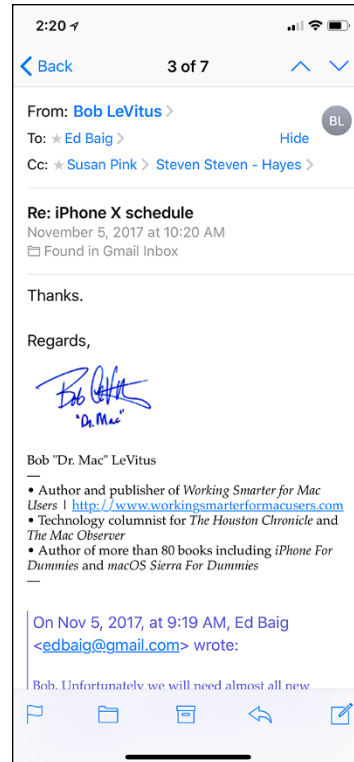 2:20
Back 3 of 7
From: Bob LeVitus
BL
To: Ed Baig Hide
Cc: Susan Pink Steven Steven - Hayes
Re: iPhone X schedule
November 5, 2017 at 10:20 AM
Found in Gmail Inbox
Thanks.
Regards,
"Dr. Mac"
Bob "Dr. Mac" LeVitus
—
• Author and publisher of Working Smarter for Mac
Users | http://www.workingsmarterformacusers.com
• Technology columnist for The Houston Chronicle and
The Mac Observer
• Author of more than 80 books including iPhone For
Dummies and macOS Sierra For Dummies
—
On Nov 5, 2017, at 9:19 AM, Ed Baig
<edbaig@gmail.com> wrote:
Bob, Unfortunately we will need almost all new